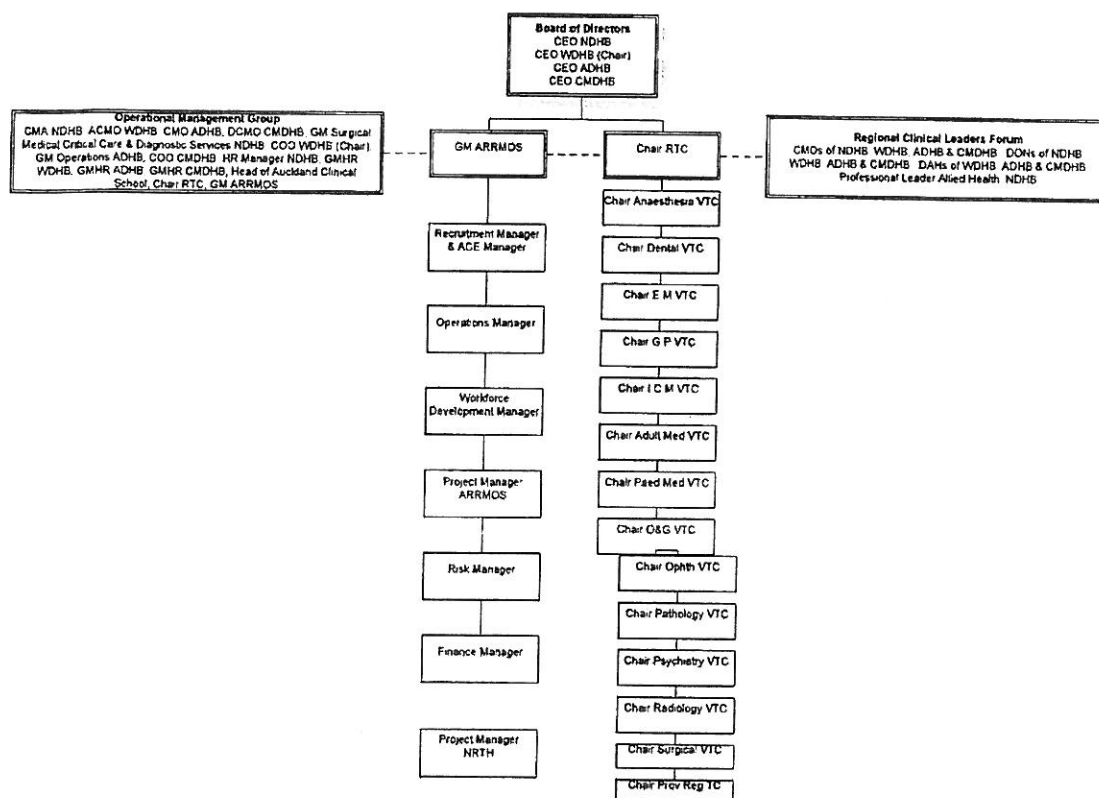 Board of Directors
CEO NDHB
CEO WDHB (Chair)
CEO ADHB
CEO CMDHB
Operational Management Group
CMA NDHB ACMO WDHB CMO ADHB, DCMO CMDHB, GM Surgical
Medical Critical Care & Diagnostic Services NDHB COO WDHB (Chair)
GM Operations ADHB, COO CMDHB HR Manager NDHB, GMHR
WDHB, GMHR ADHB GMHR CMDHB, Head of Auckland Clinical
School, Chair RTC, GM ARRMOS
GM ARRMOS
Chair RTC
Regional Clinical Leaders Forum
CMOs of NDHB WDHB ADHB & CMDHB DONs of NDHB
WDHB ADHB & CMDHB DAHs of WDHB ADHB & CMDHB
Professional Leader Allied Health NDHB
Recruitment Manager
& ACE Manager
Operations Manager
Workforce
Development Manager
Project Manager
ARRMOS
Risk Manager
Finance Manager
Project Manager
NRTH
Chair Anaesthesia VTC
Chair Dental VTC
Chair E M VTC
Chair G P VTC
Chair I C M VTC
Chair Adult Med VTC
Chair Paed Med VTC
Chair O&G VTC
Chair Ophth VTC
Chair Pathology VTC
Chair Psychiatry VTC
Chair Radiology VTC
Chair Surgical VTC
Chair Prov Reg TC